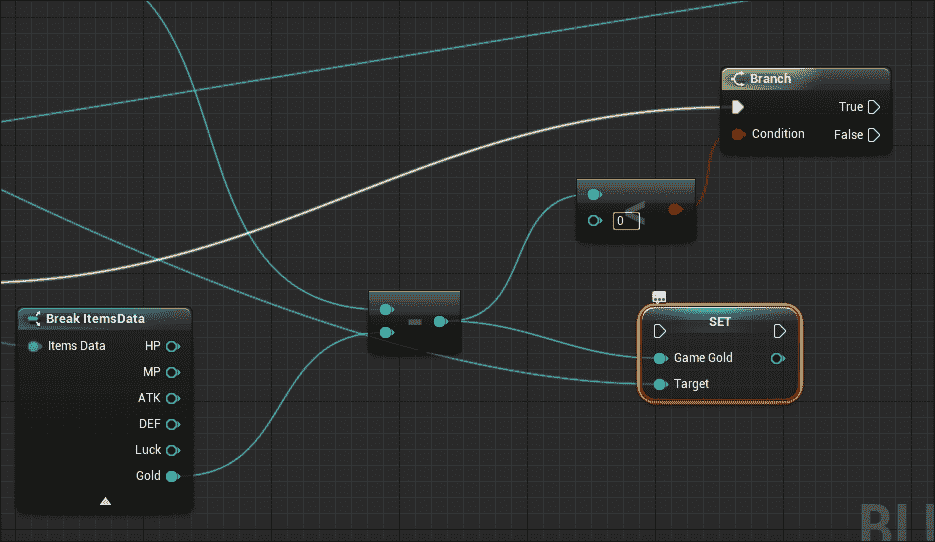 Branch
True
Condition
False
<
0
-
SET
Game Gold
Target
Break ItemsData
Items Data
HP
MP
ATK
DEF
Luck
Gold